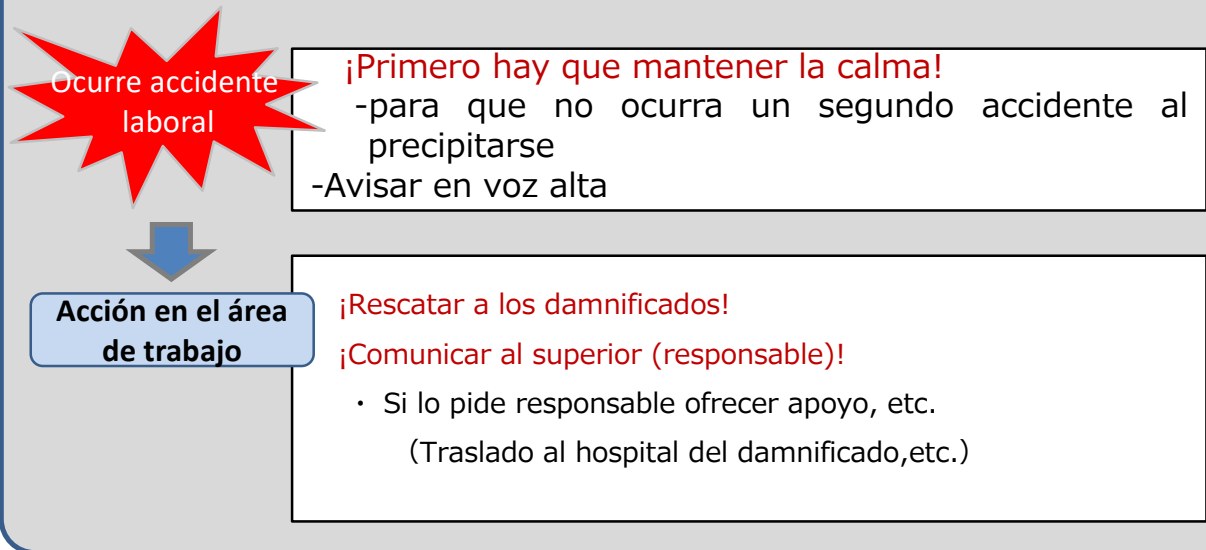 Ocurre accidente
laboral
¡Primero hay que mantener la calma!
-para que no ocurra un segundo accidente al
precipitarse
-Avisar en voz alta
Acción en el área
de trabajo
¡Rescatar a los damnificados!
¡Comunicar al superior (responsable)!
・ Si lo pide responsable ofrecer apoyo, etc.
（Traslado al hospital del damnificado,etc.）